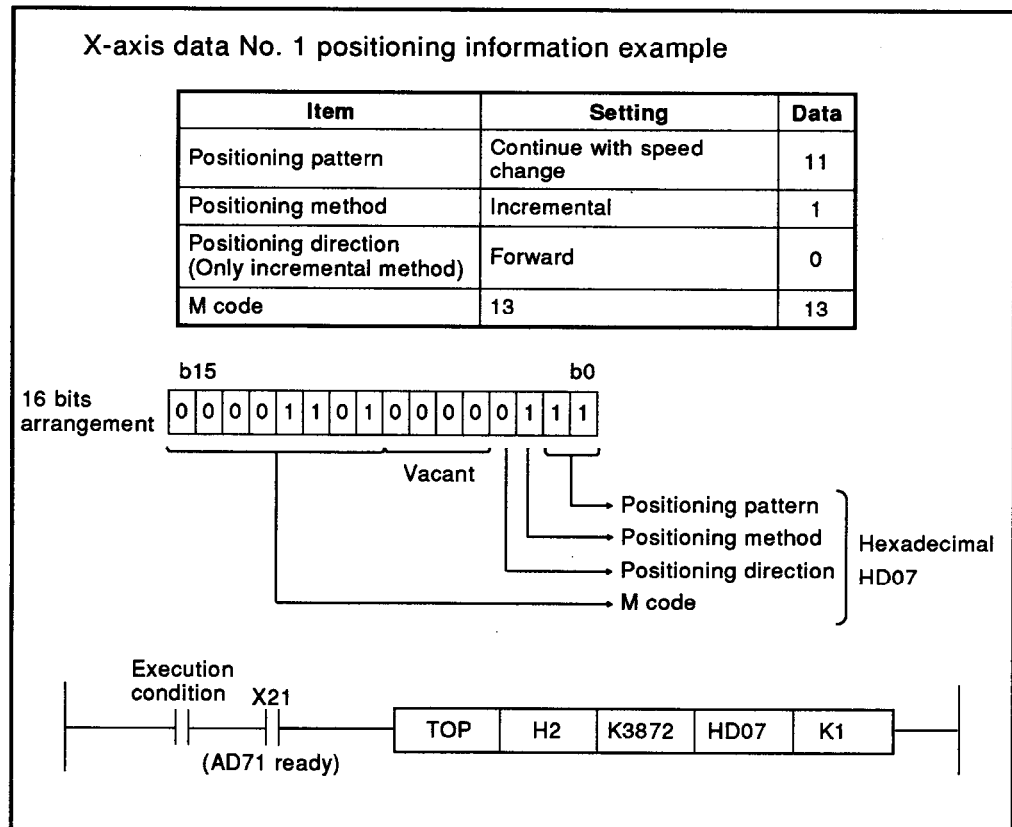 X-axis data No. 1 positioning information example
Item Setting Data
Positioning pattern Continue with speed change 11
Positioning method Incremental 1
Positioning direction (Only incremental method) Forward 0
M code 13 13
b15 b0
16 bits arrangement 0 0 0 0 1 1 0 1 0 0 0 0 0 1 1 1
Vacant
Positioning pattern
Positioning method
Positioning direction
M code
Hexadecimal
HD07
Execution
condition X21
TOP H2 K3872 HD07 K1
(AD71 ready)